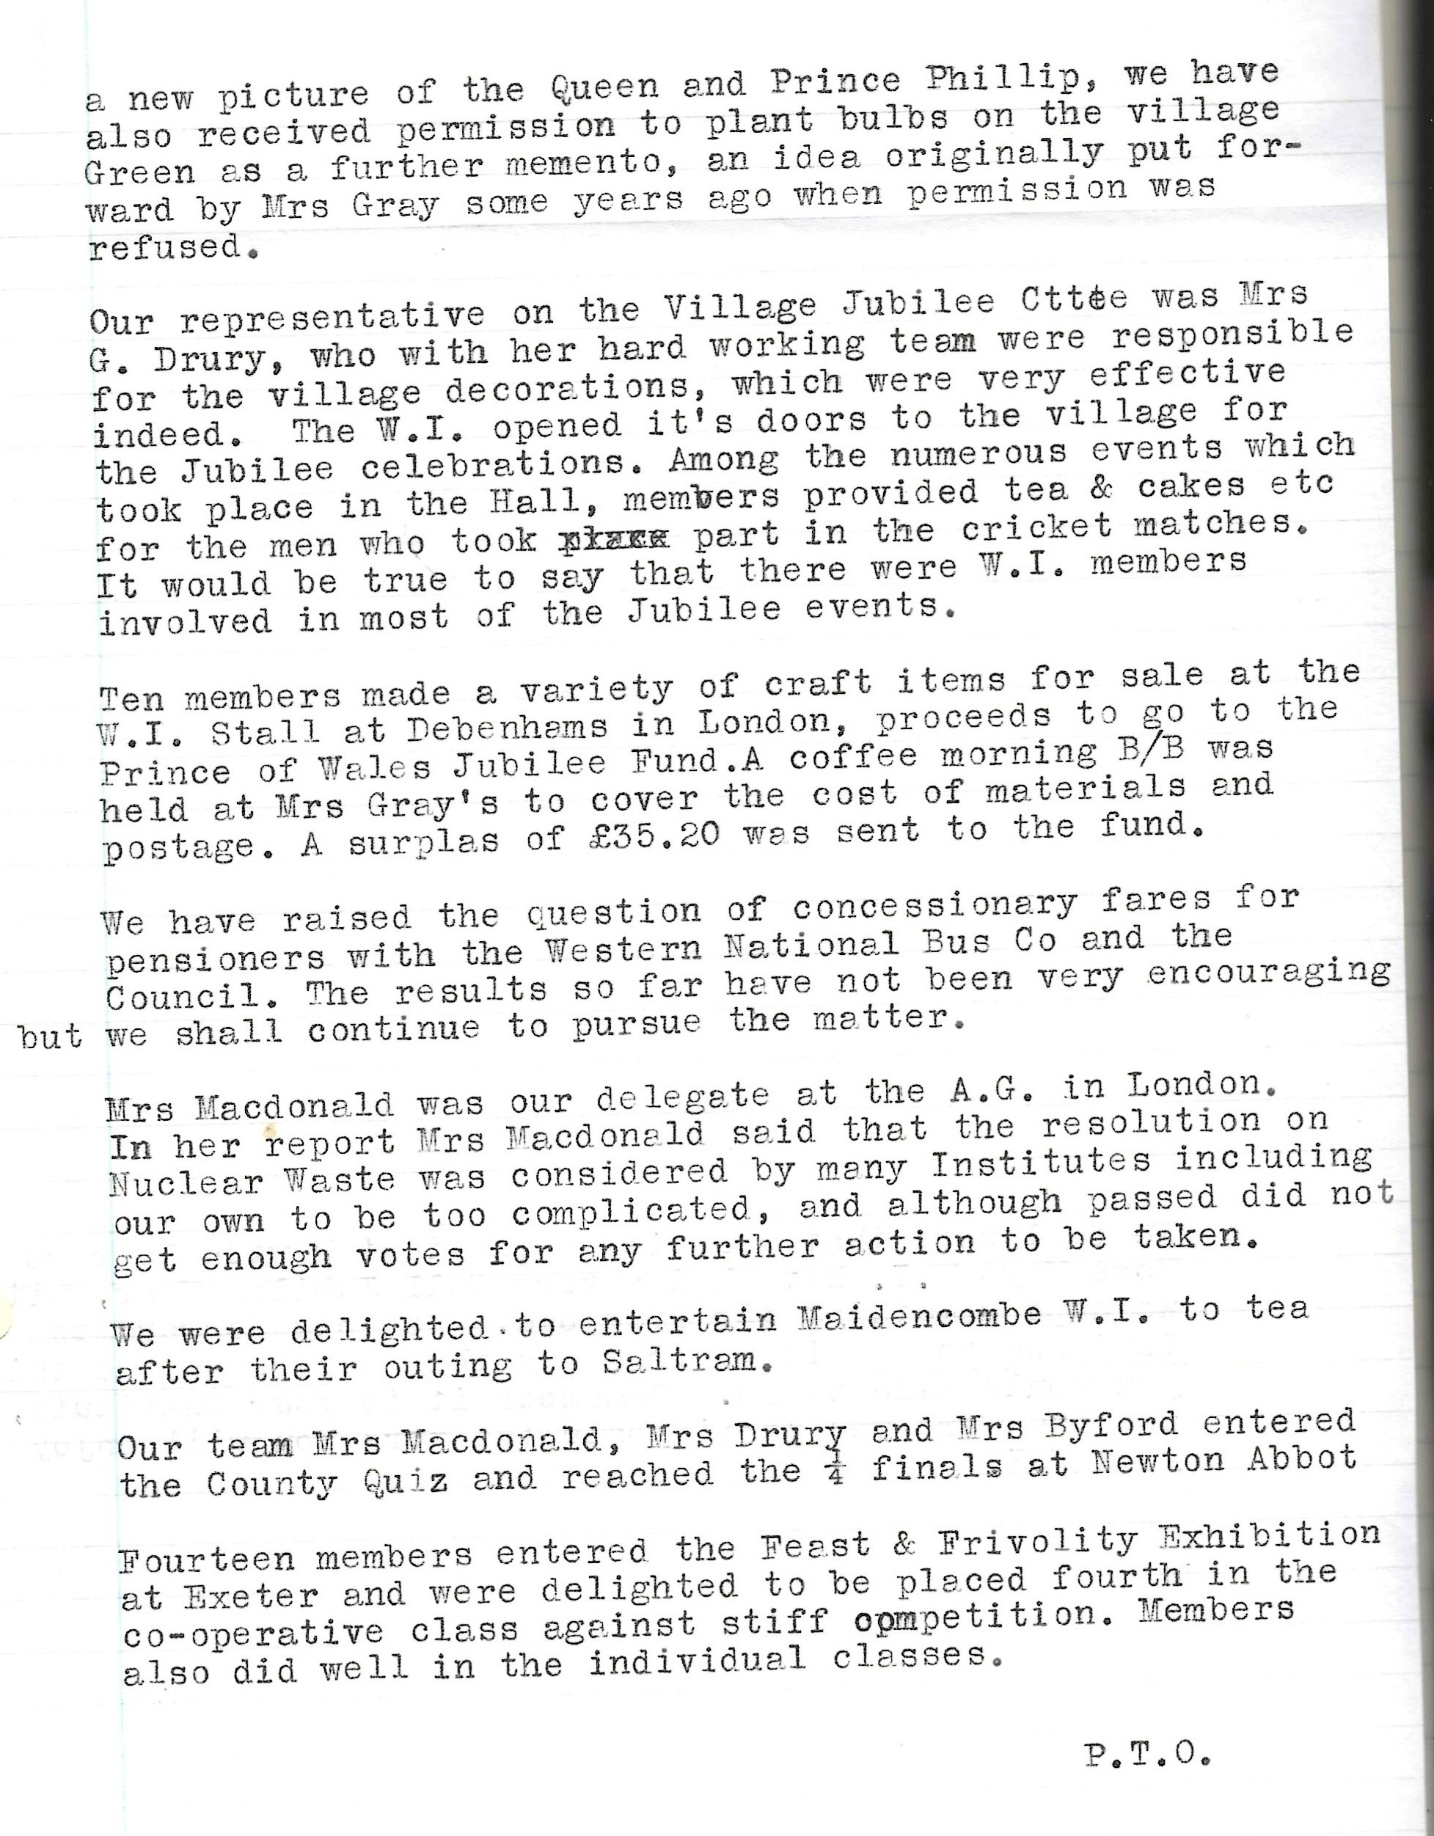 a new picture of the Queen and Prince Phillip, we have
also received permission to plant bulbs on the village
Green as a further memento, an idea originally put for-
ward by Mrs Gray some years ago when permission was
refused.
Our representative on the Village Jubilee Cttee was Mrs
G. Drury, who with her hard working team were responsible
for the village decorations, which were very effective
indeed. The W.I. opened it's doors to the village for
the Jubilee celebrations. Among the numerous events which
took place in the Hall, members provided tea & cakes etc
for the men who took part in the cricket matches.
It would be true to say that there were W.I. members
involved in most of the Jubilee events.
Ten members made a variety of craft items for sale at the
W.I. Stall at Debenhams in London, proceeds to go to the
Prince of Wales Jubilee Fund.A coffee morning B/B was
held at Mrs Gray's to cover the cost of materials and
postage. A surplas of £35.20 was sent to the fund.
We have raised the question of concessionary fares for
pensioners with the Western National Bus Co and the
Council. The results so far have not been very encouraging
but we shall continue to pursue the matter.
Mrs Macdonald was our delegate at the A.G. in London.
In her report Mrs Macdonald said that the resolution on
Nuclear Waste was considered by many Institutes including
our own to be too complicated, and although passed did not
get enough votes for any further action to be taken.
We were delighted to entertain Maidencombe W.I. to tea
after their outing to Saltram.
Our team Mrs Macdonald, Mrs Drury and Mrs Byford entered
the County Quiz and reached the ¼ finals at Newton Abbot
Fourteen members entered the Feast & Frivolity Exhibition
at Exeter and were delighted to be placed fourth in the
co-operative class against stiff competition. Members
also did well in the individual classes.
P.T.O.